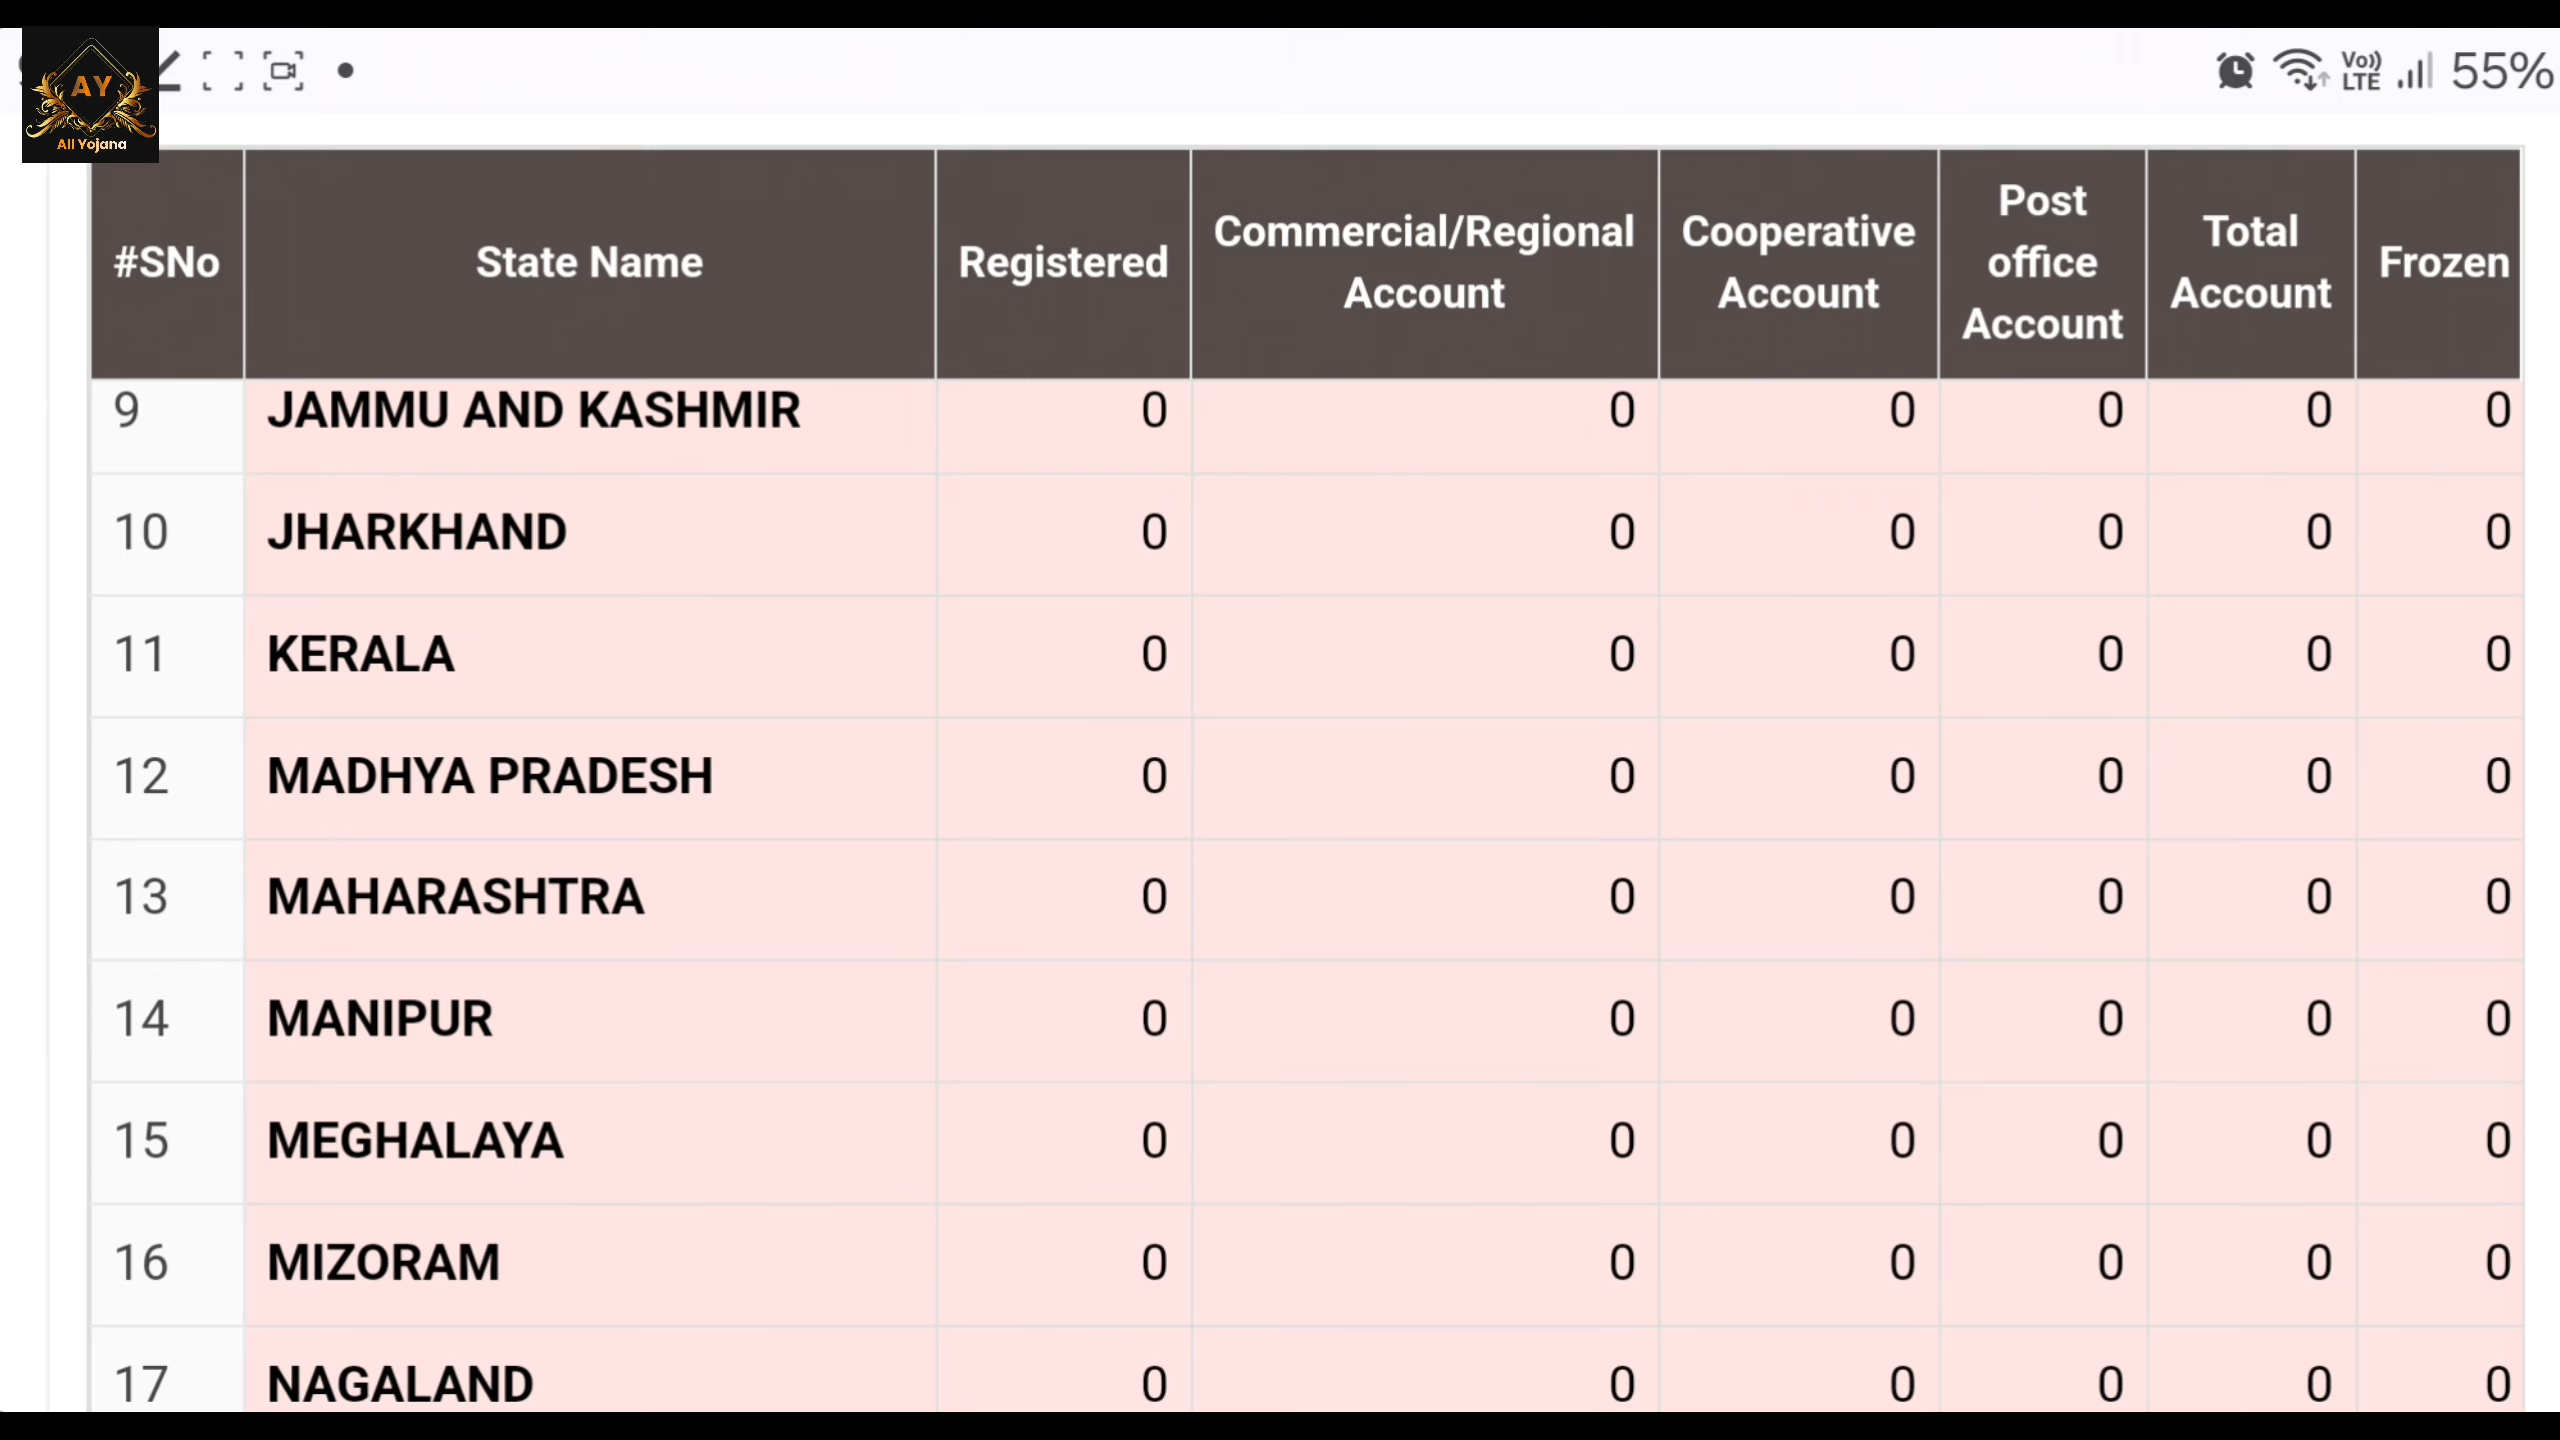 AY
All Yojana
Vo))
LTE
55%
#SNo State Name Registered Commercial/Regional Account Cooperative Account Post office Account Total Account Frozen
9 JAMMU AND KASHMIR 0 0 0 0 0 0
10 JHARKHAND 0 0 0 0 0 0
11 KERALA 0 0 0 0 0 0
12 MADHYA PRADESH 0 0 0 0 0 0
13 MAHARASHTRA 0 0 0 0 0 0
14 MANIPUR 0 0 0 0 0 0
15 MEGHALAYA 0 0 0 0 0 0
16 MIZORAM 0 0 0 0 0 0
17 NAGALAND 0 0 0 0 0 0